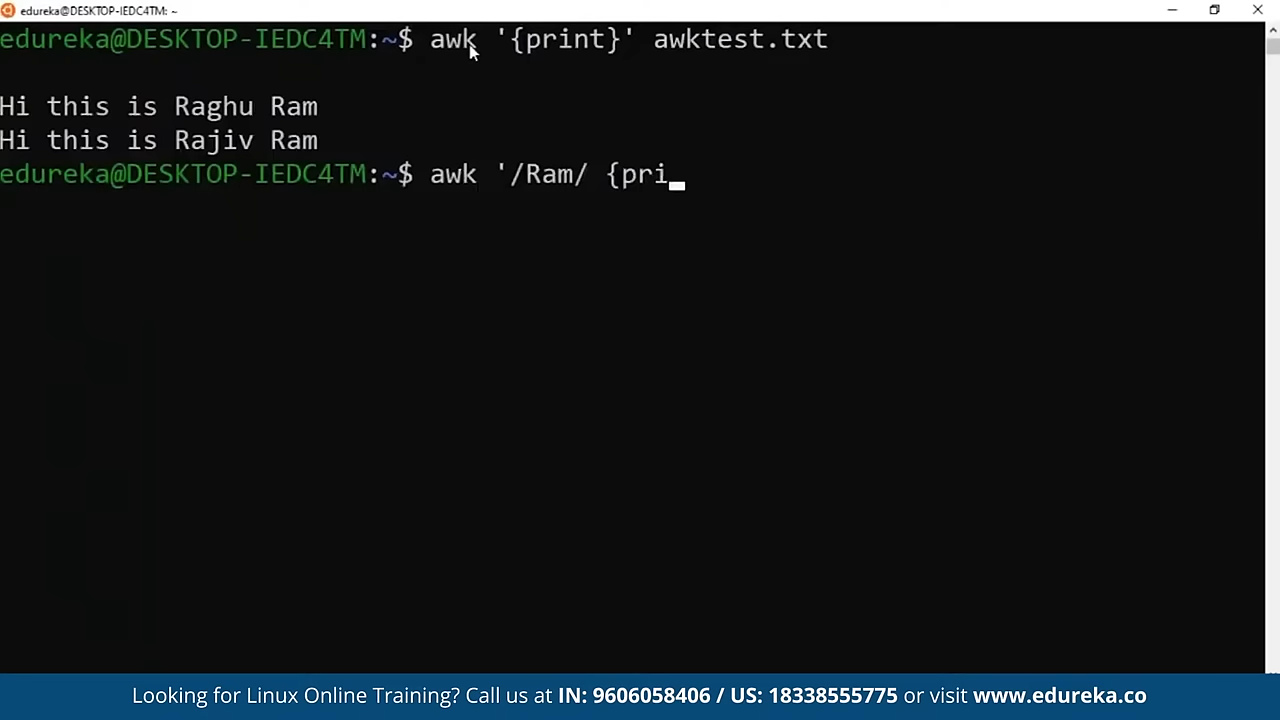 edureka@DESKTOP-IEDC4TM: ~
edureka@DESKTOP-IEDC4TM:~$ awk '{print}' awktest.txt
Hi this is Raghu Ram
Hi this is Rajiv Ram
edureka@DESKTOP-IEDC4TM:~$ awk '/Ram/ {pri
Looking for Linux Online Training? Call us at IN: 9606058406 / US: 18338555775 or visit www.edureka.co